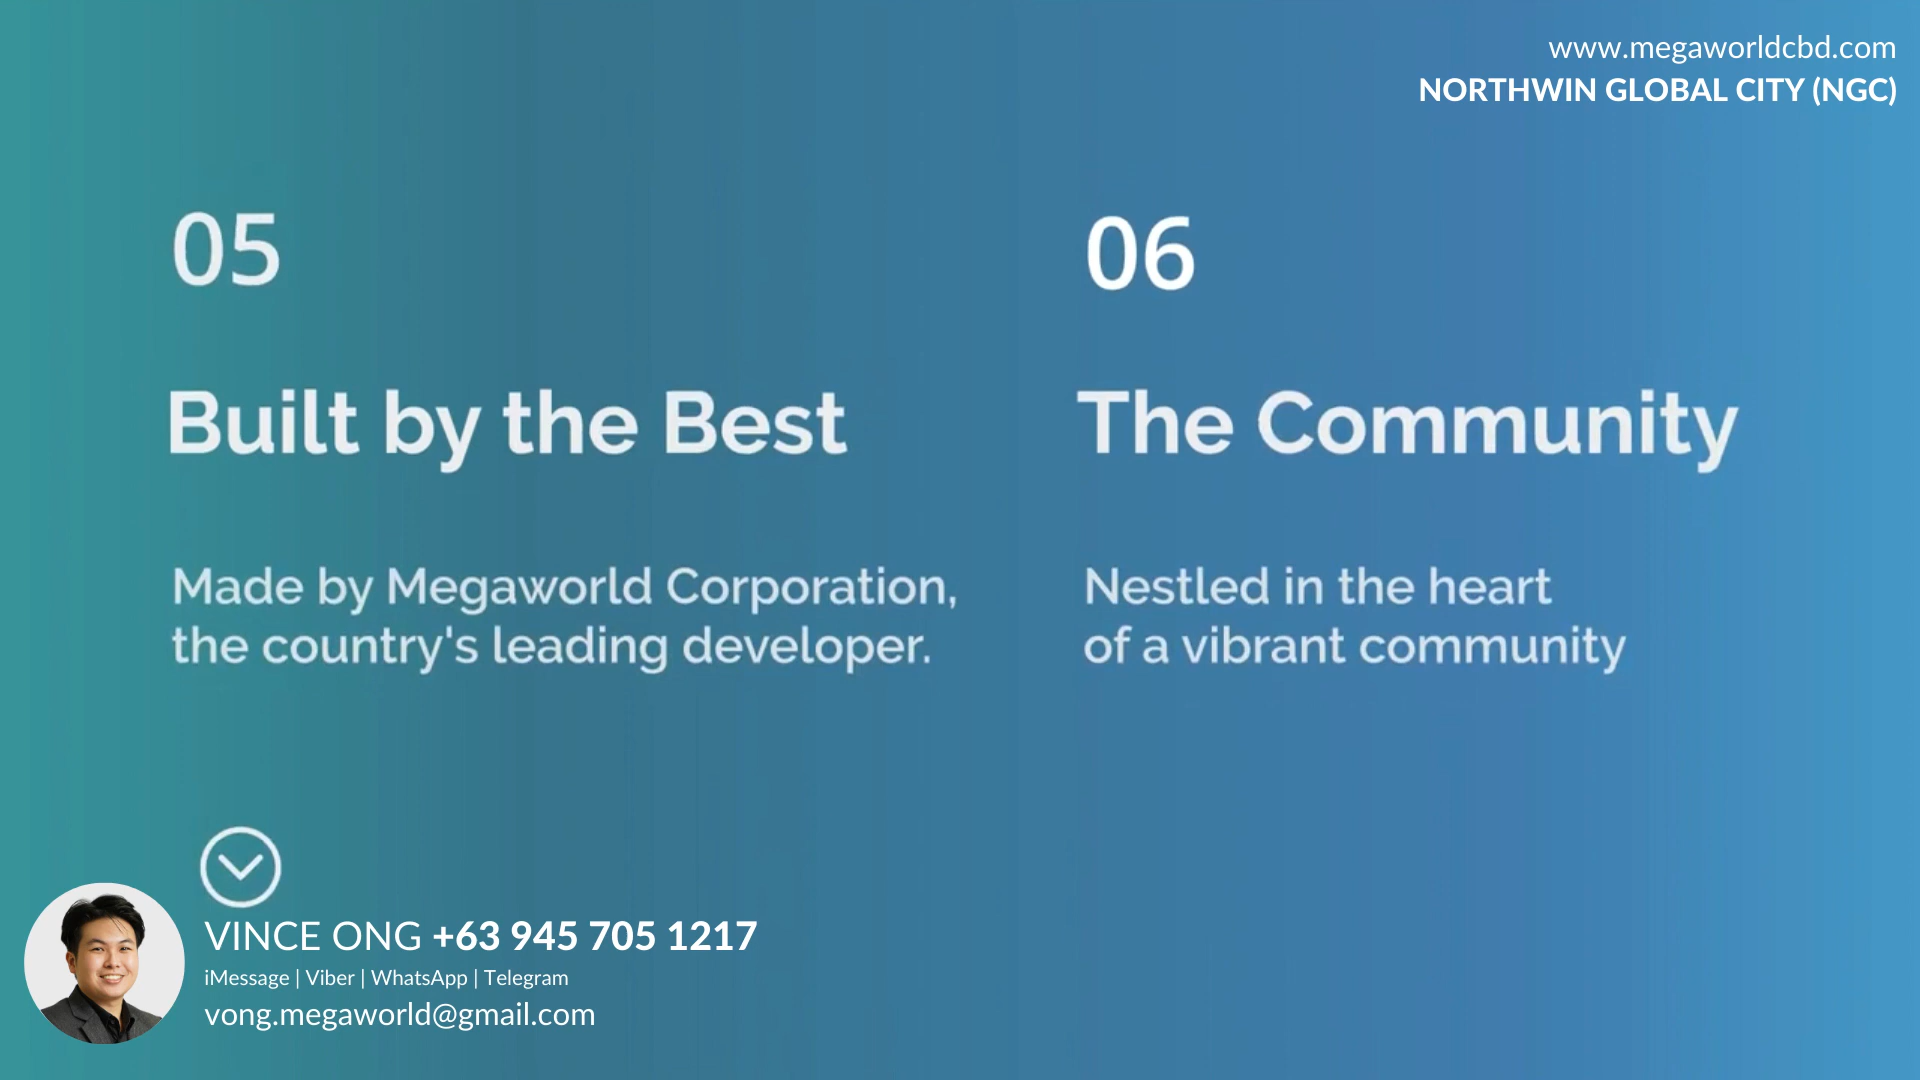 www.megaworldcbd.com
NORTHWIN GLOBAL CITY (NGC)
05
Built by the Best
Made by Megaworld Corporation,
the country's leading developer.
06
The Community
Nestled in the heart
of a vibrant community
VINCE ONG +63 945 705 1217
iMessage | Viber | WhatsApp | Telegram
vong.megaworld@gmail.com